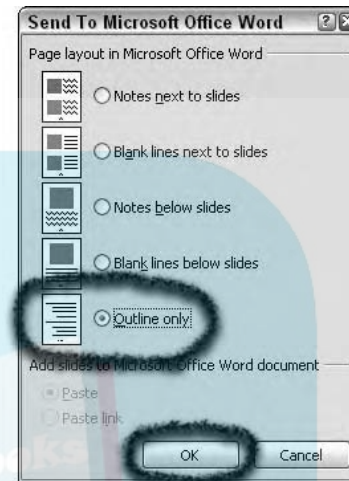 Send To Microsoft Office Word
Page layout in Microsoft Office Word
Notes next to slides
Blank lines next to slides
Notes below slides
Blank lines below slides
Outline only
Add slides to Microsoft Office Word document
Paste
Paste link
OK Cancel